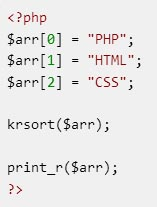 <?php
$arr[0] = "PHP";
$arr[1] = "HTML";
$arr[2] = "CSS";
krsort($arr);
print_r($arr);
?>